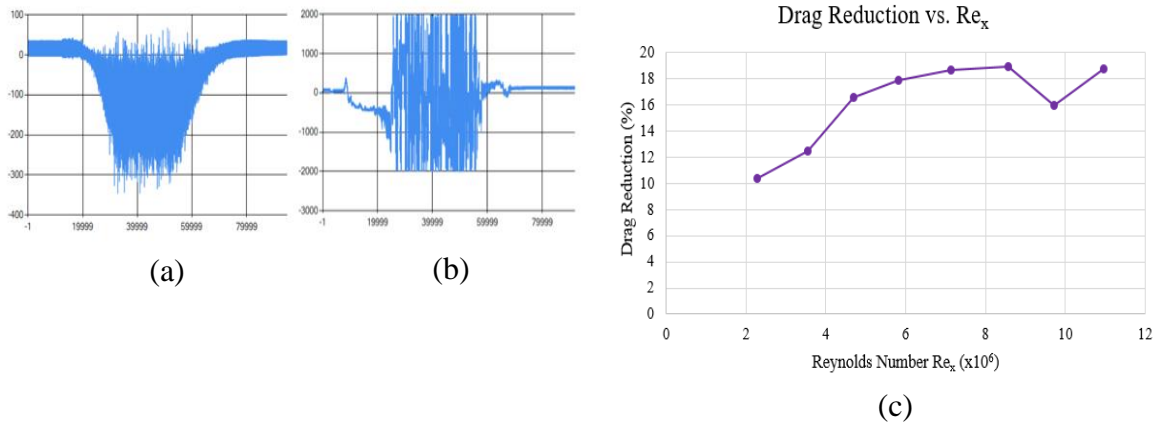 100
0
-100
-200
-300
-400
-1 19999 39999 59999 79999
(a)
2000
1000
0
-1000
-2000
-3000
-1 19999 39999 59999 79999
(b)
Drag Reduction vs. Reₓ
Drag Reduction (%)
20
18
16
14
12
10
8
6
4
2
0
0 2 4 6 8 10 12
Reynolds Number Reₓ (x10⁶)
(c)